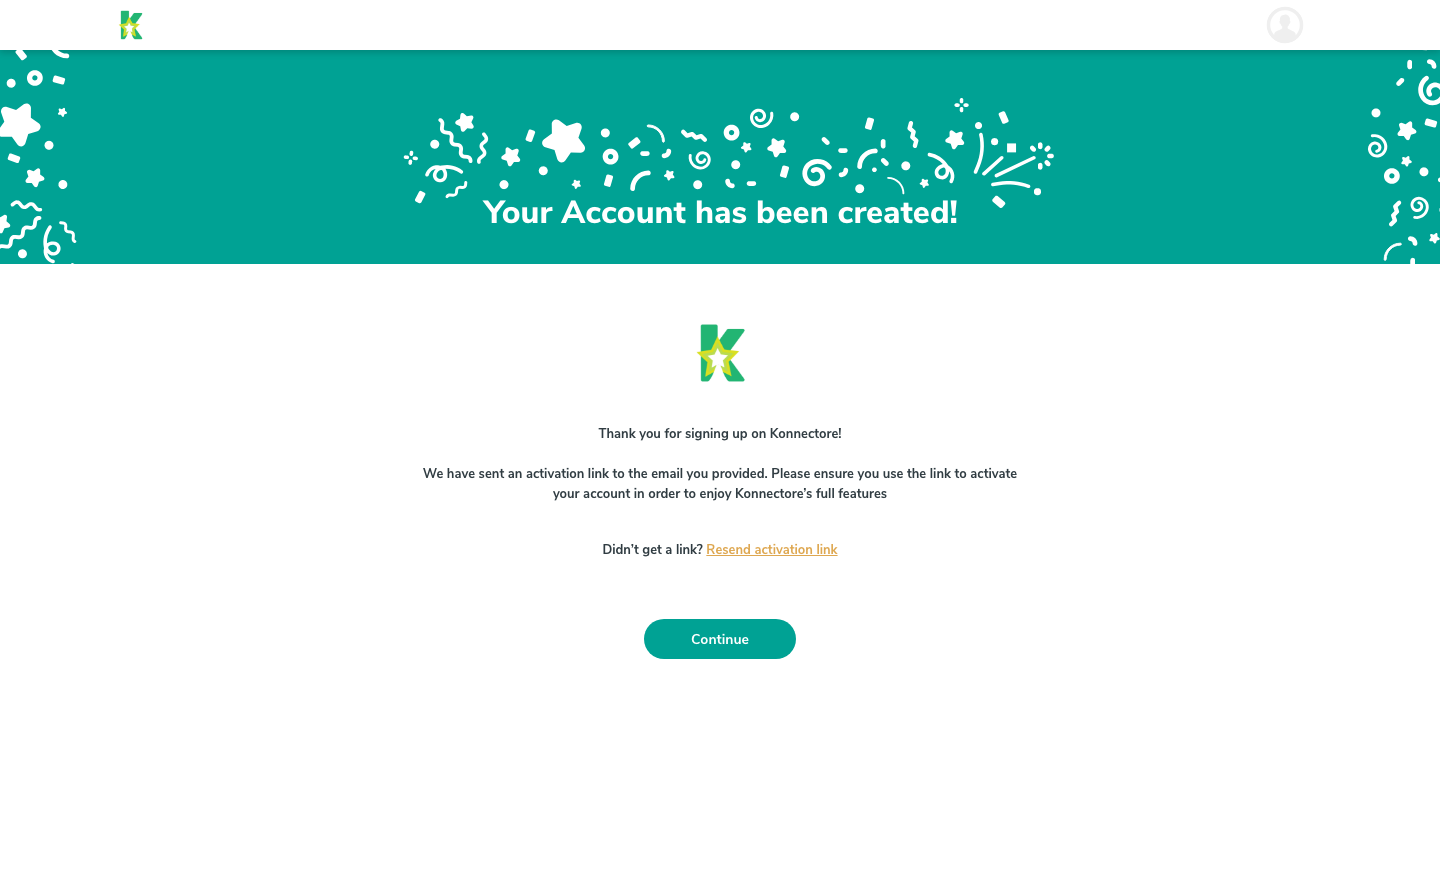 Your Account has been created!
Thank you for signing up on Konnectore!
We have sent an activation link to the email you provided. Please ensure you use the link to activate
your account in order to enjoy Konnectore’s full features
Didn’t get a link? Resend activation link
Continue